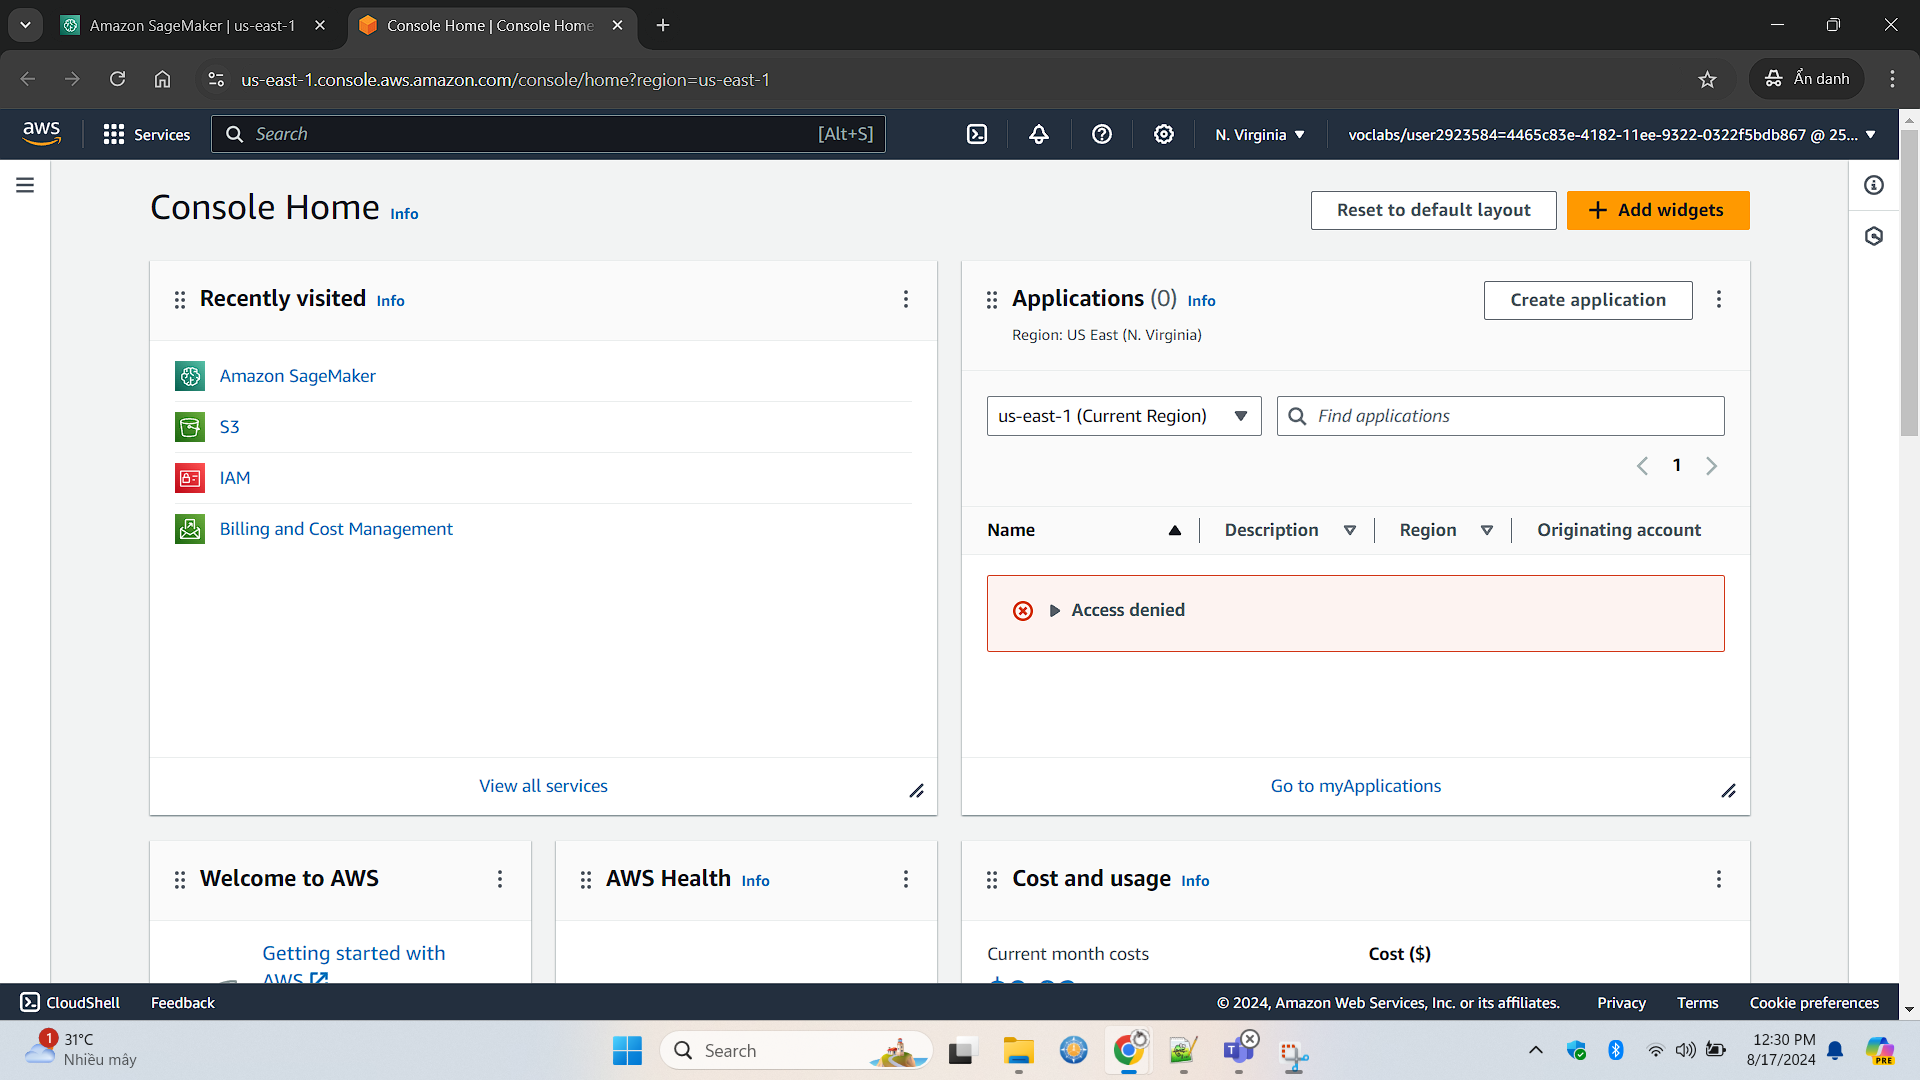 Amazon SageMaker | us-east-1
Console Home | Console Home
us-east-1.console.aws.amazon.com/console/home?region=us-east-1
Ẩn danh
aws
Services
Search
[Alt+S]
N. Virginia
voclabs/user2923584=4465c83e-4182-11ee-9322-0322f5bdb867 @ 25...
Console Home Info
Reset to default layout
Add widgets
Recently visited Info
Amazon SageMaker
S3
IAM
Billing and Cost Management
View all services
Applications (0) Info
Region: US East (N. Virginia)
Create application
us-east-1 (Current Region)
Find applications
1
Name
Description
Region
Originating account
Access denied
Go to myApplications
Welcome to AWS
Getting started with
AWS
AWS Health Info
Cost and usage Info
Current month costs
Cost ($)
CloudShell
Feedback
© 2024, Amazon Web Services, Inc. or its affiliates.
Privacy
Terms
Cookie preferences
1
31°C
Nhiều mây
Search
12:30 PM
8/17/2024
PRE